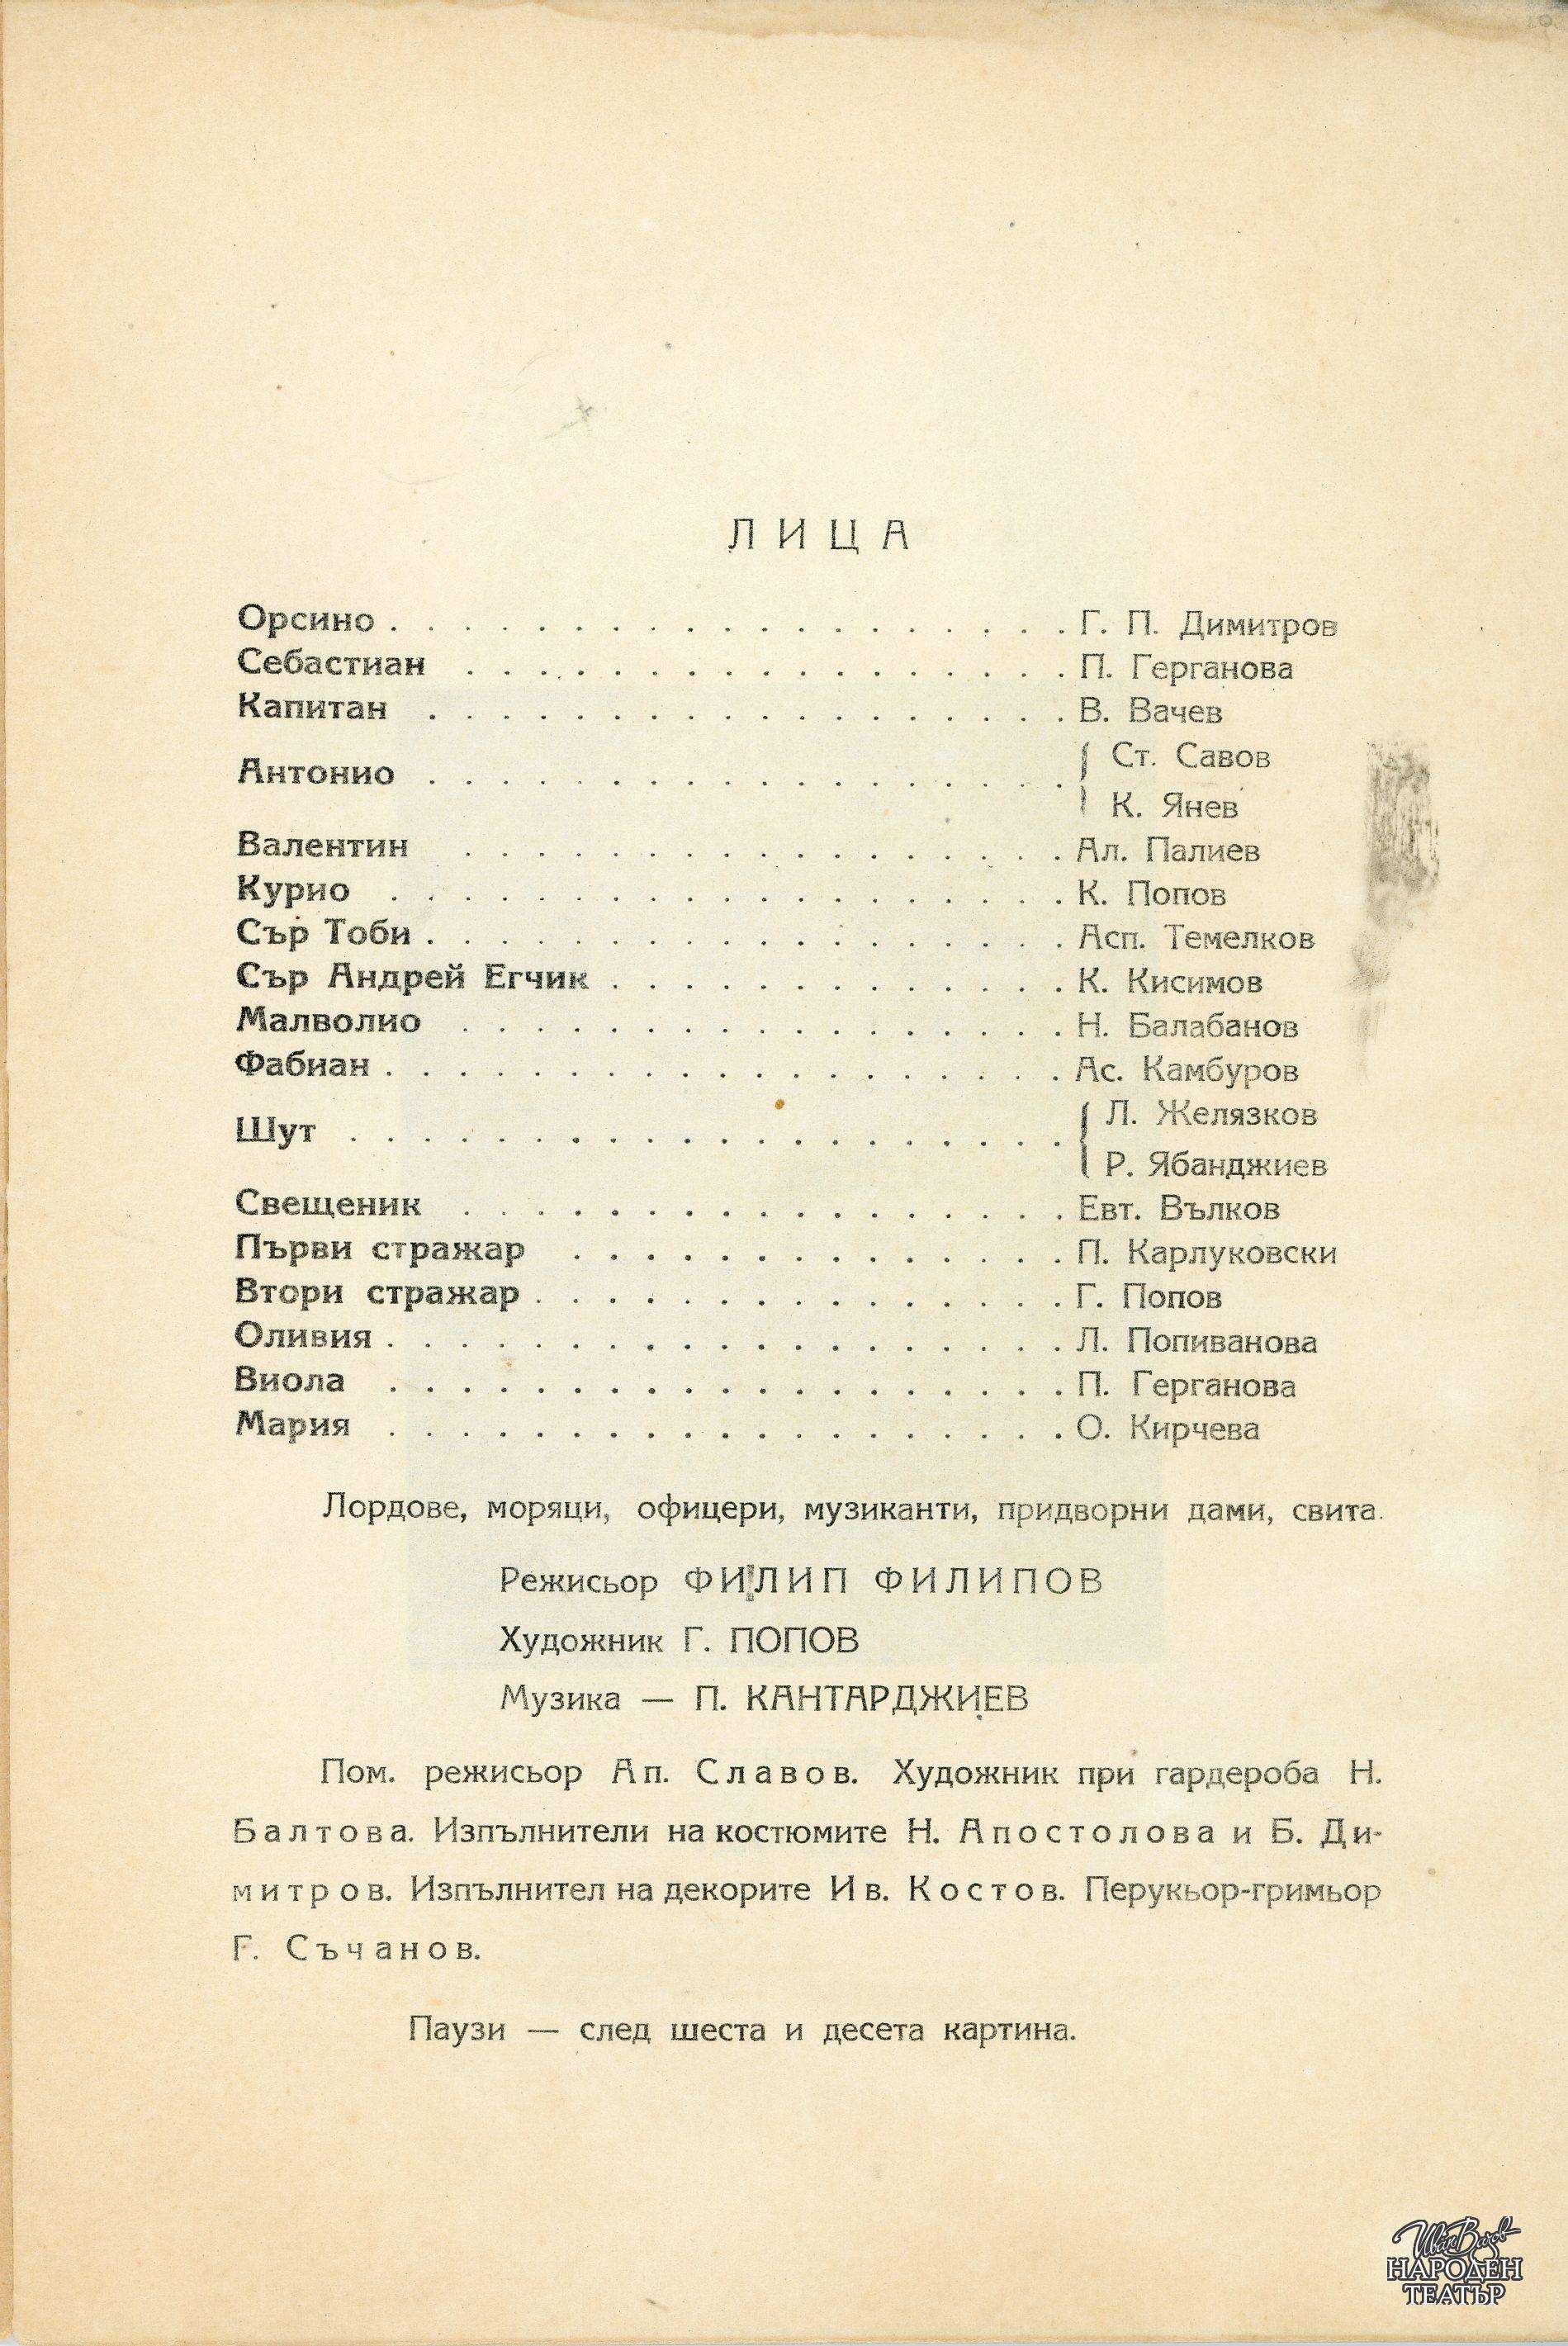 ЛИЦА
Орсино . . . . . . . . . . . . . . . . . . . Г. П. Димитров
Себастиан . . . . . . . . . . . . . . . . . П. Герганова
Капитан . . . . . . . . . . . . . . . . . . В. Вачев
Антонио . . . . . . . . . . . . . . . . . . { Ст. Савов
К. Янев
Валентин . . . . . . . . . . . . . . . . . Ал. Палиев
Курио . . . . . . . . . . . . . . . . . . . К. Попов
Сър Тоби . . . . . . . . . . . . . . . . . . Асп. Темелков
Сър Андрей Егчик . . . . . . . . . . . . . К. Кисимов
Малволио . . . . . . . . . . . . . . . . . Н. Балабанов
Фабиан . . . . . . . . . . . . . . . . . . . Ас. Камбуров
Шут . . . . . . . . . . . . . . . . . . . . { Л. Желязков
Р. Ябанджиев
Свещеник . . . . . . . . . . . . . . . . . Евт. Вълков
Първи стражар . . . . . . . . . . . . . . П. Карлуковски
Втори стражар . . . . . . . . . . . . . . . Г. Попов
Оливия . . . . . . . . . . . . . . . . . . . Л. Попиванова
Виола . . . . . . . . . . . . . . . . . . . П. Герганова
Мария . . . . . . . . . . . . . . . . . . . О. Кирчева
Лордове, моряци, офицери, музиканти, придворни дами, свита.
Режисьор ФИЛИП ФИЛИПОВ
Художник Г. ПОПОВ
Музика — П. КАНТАРДЖИЕВ
Пом. режисьор Ап. Славов. Художник при гардероба Н.
Балтова. Изпълнители на костюмите Н. Апостолова и Б. Ди-
митров. Изпълнител на декорите Ив. Костов. Перукьор-гримьор
Г. Съчанов.
Паузи — след шеста и десета картина.
Иван Вазов
НАРОДЕН
ТЕАТЪР